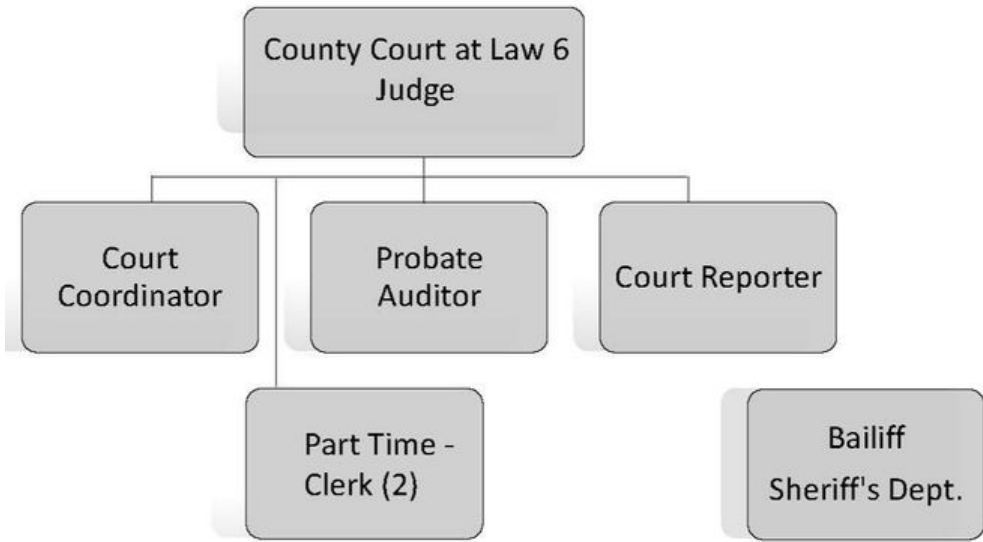 County Court at Law 6
Judge
Court
Coordinator
Probate
Auditor
Court Reporter
Part Time -
Clerk (2)
Bailiff
Sheriff's Dept.